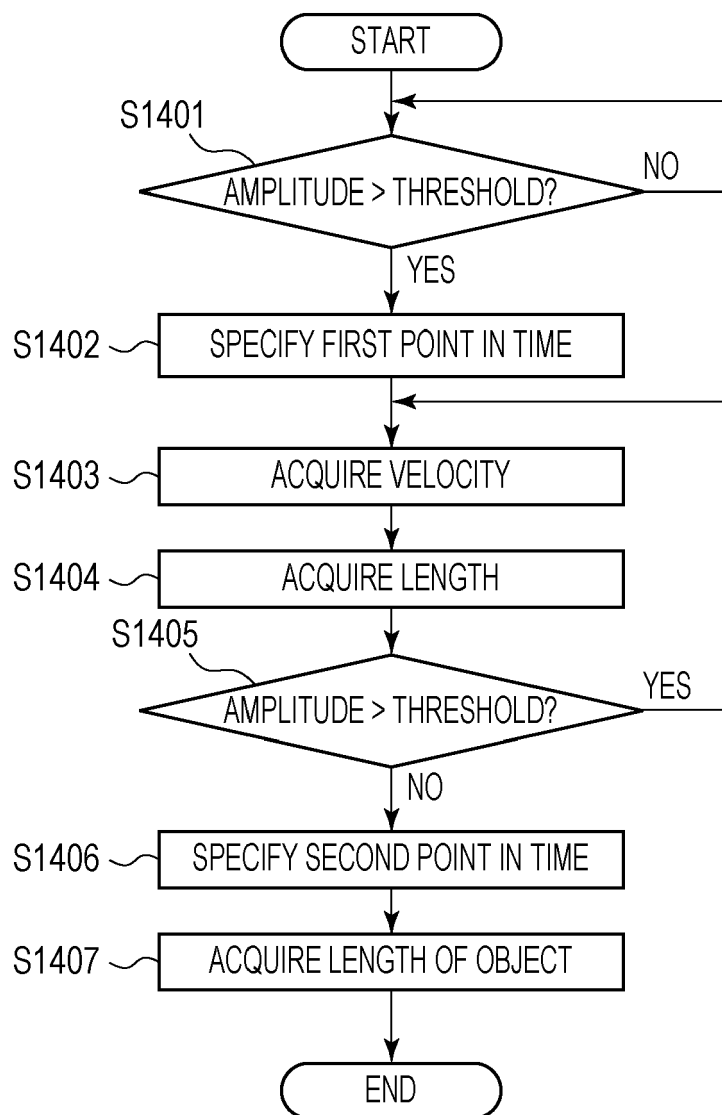 START
S1401
AMPLITUDE > THRESHOLD?
NO
YES
S1402
SPECIFY FIRST POINT IN TIME
S1403
ACQUIRE VELOCITY
S1404
ACQUIRE LENGTH
S1405
AMPLITUDE > THRESHOLD?
YES
NO
S1406
SPECIFY SECOND POINT IN TIME
S1407
ACQUIRE LENGTH OF OBJECT
END